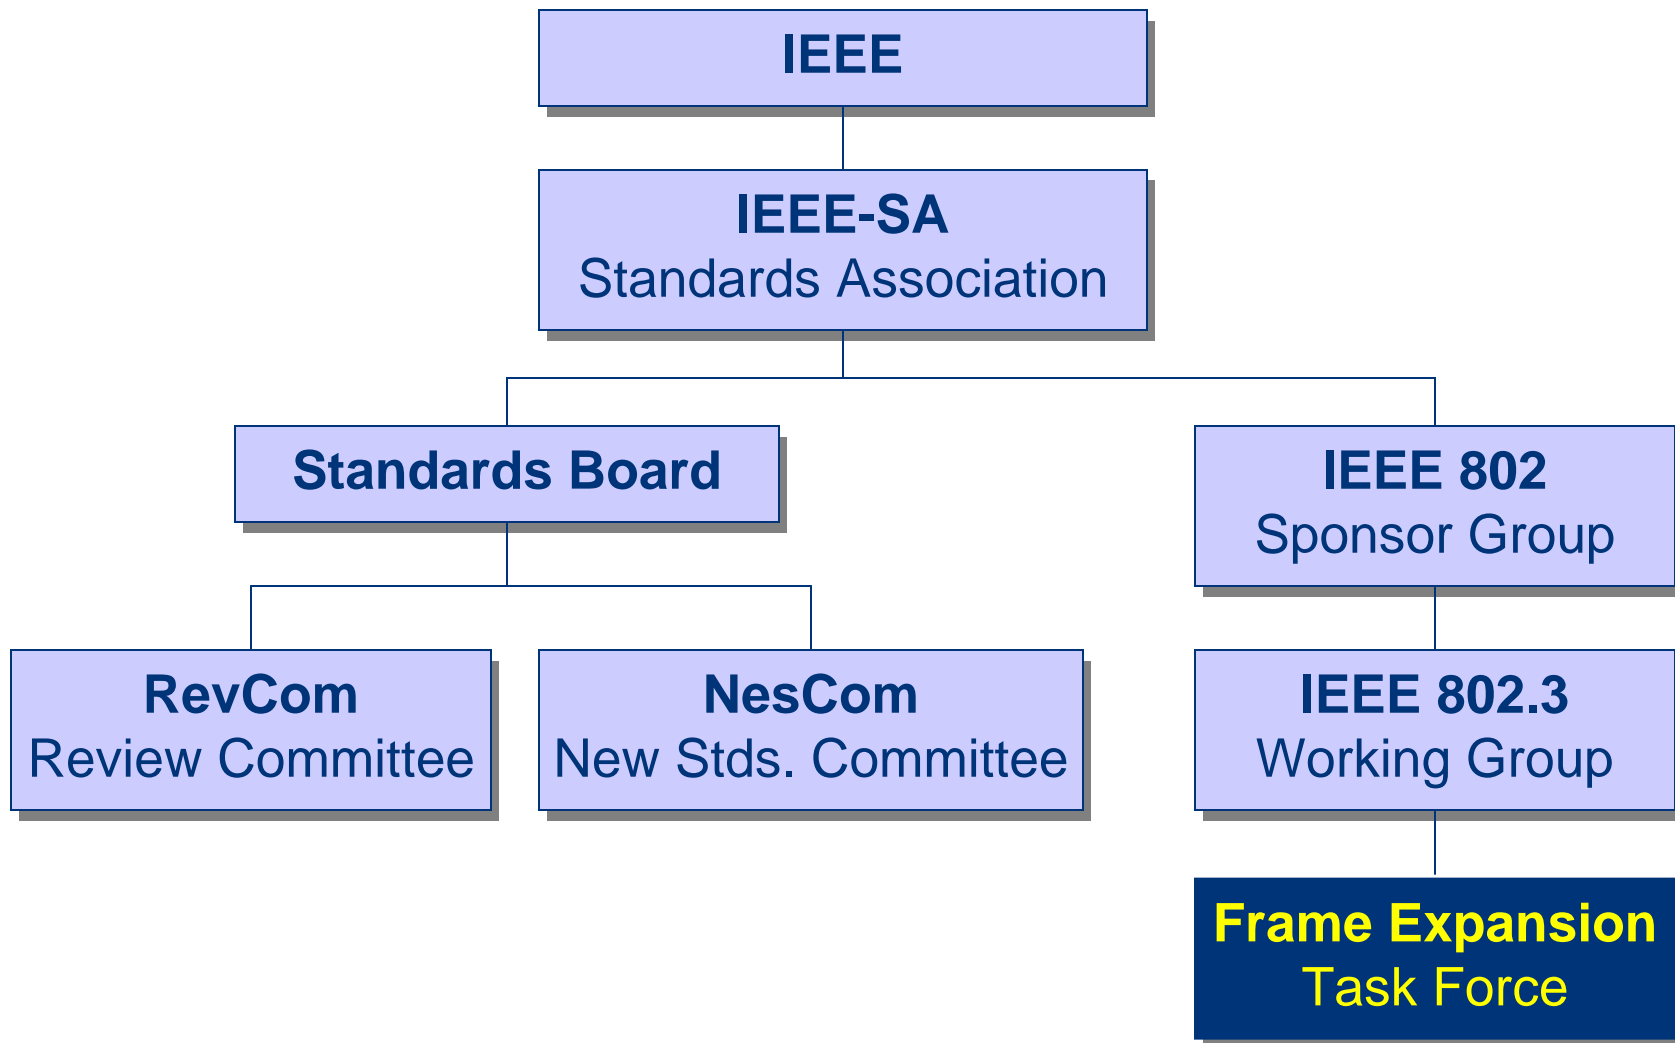 IEEE
IEEE-SA
Standards Association
Standards Board
IEEE 802
Sponsor Group
RevCom
Review Committee
NesCom
New Stds. Committee
IEEE 802.3
Working Group
Frame Expansion
Task Force